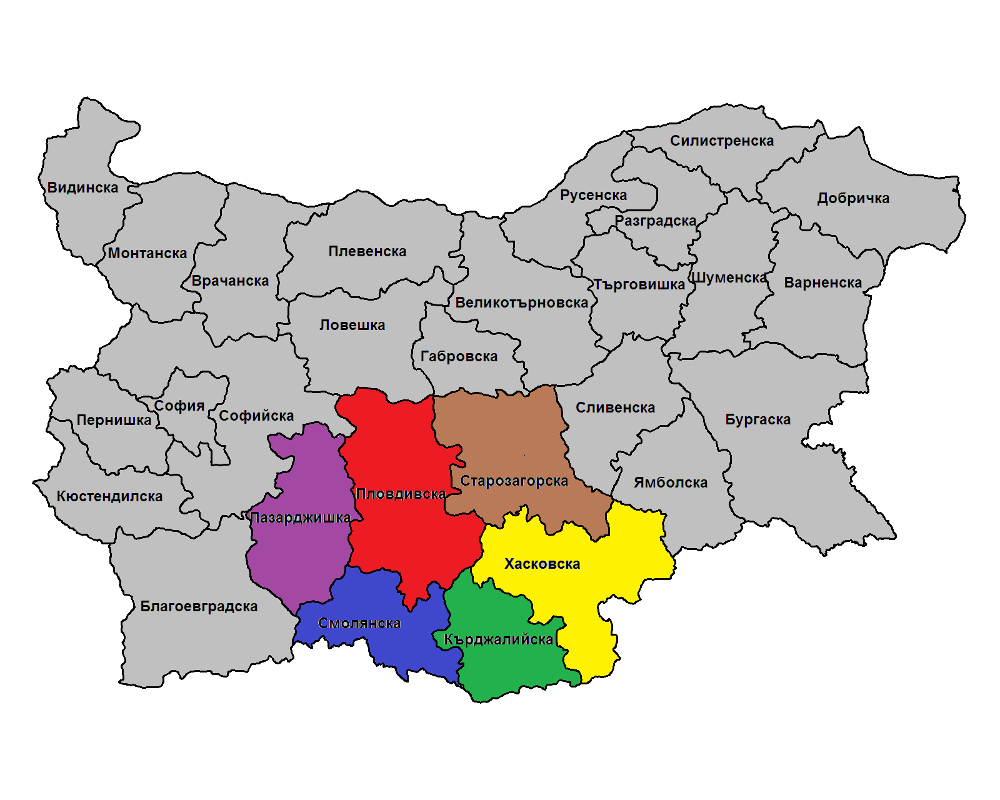 Силистренска
Видинска
Русенска
Добричка
Разградска
Монтанска
Плевенска
Врачанска
Търговишка
Шуменска
Варненска
Великотърновска
Ловешка
Габровска
София
Софийска
Сливенска
Пернишка
Бургаска
Старозагорска
Ямболска
Кюстендилска
Пловдивска
Пазарджишка
Хасковска
Благоевградска
Смолянска
Кърджалийска